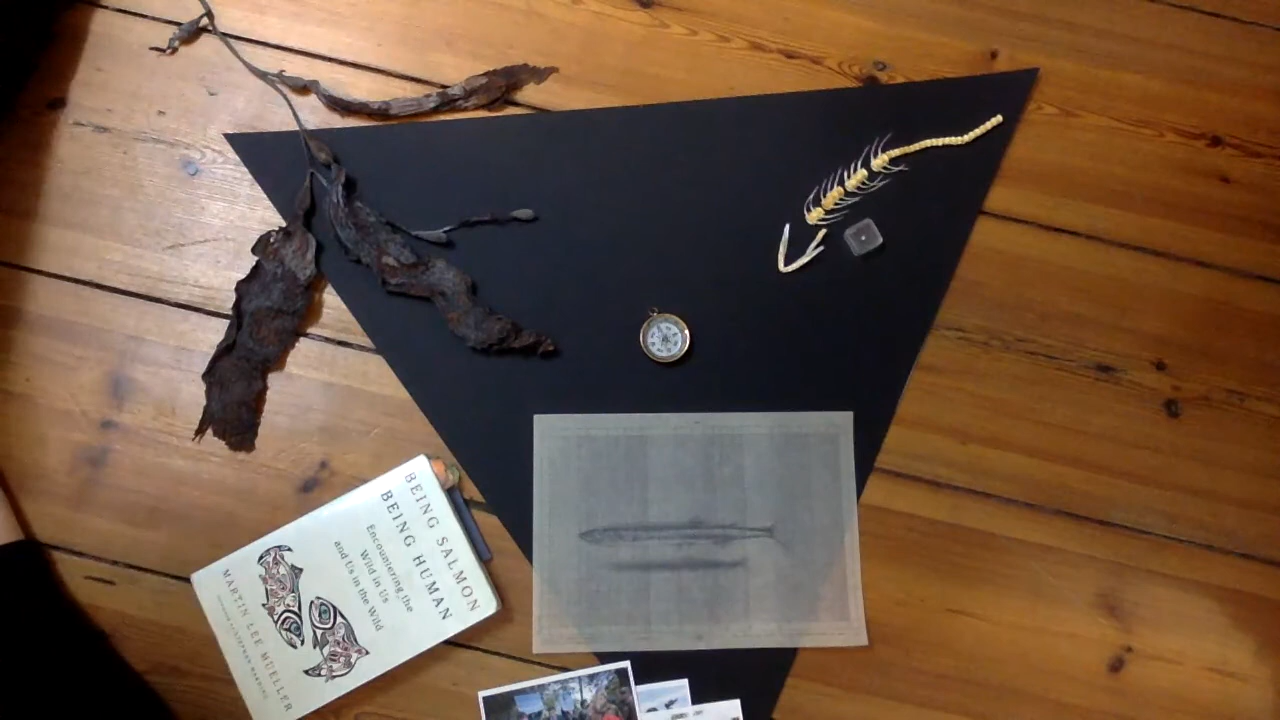 BEING SALMON
BEING HUMAN
Encountering the
Wild in Us
and Us in the Wild
MARTIN LEE MUELLER